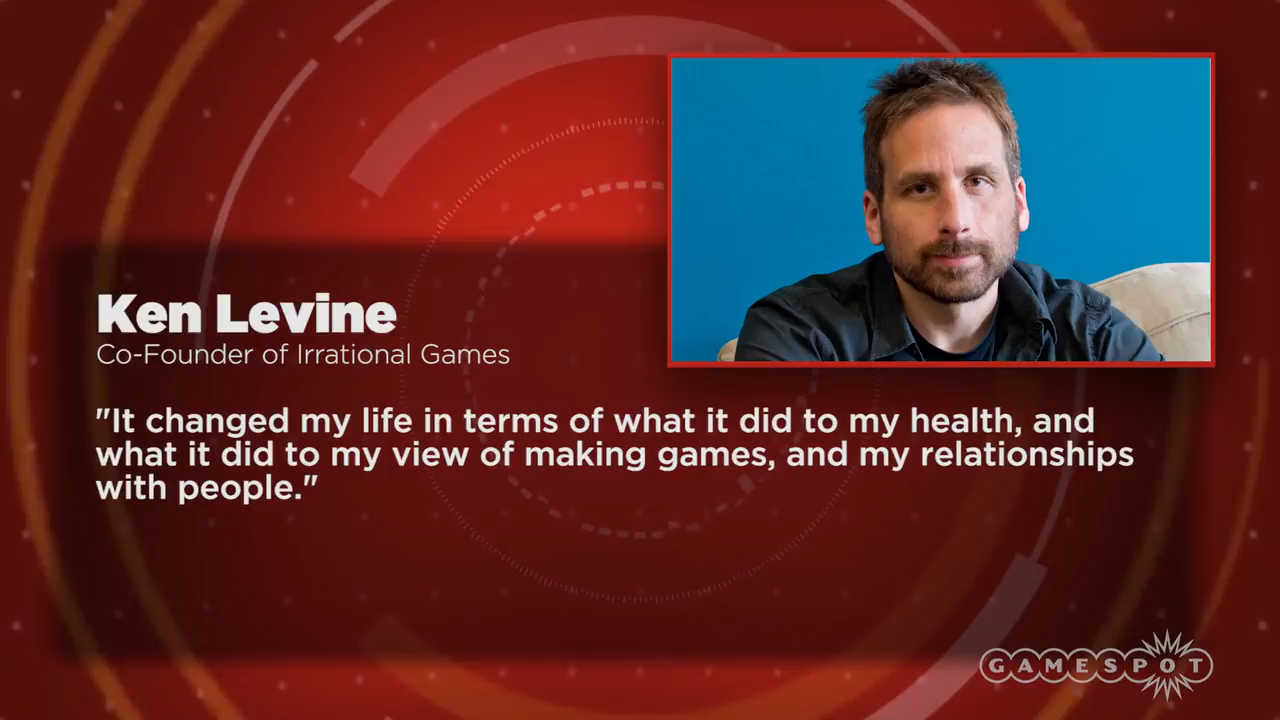 Ken Levine
Co-Founder of Irrational Games
"It changed my life in terms of what it did to my health, and
what it did to my view of making games, and my relationships
with people."
GAMESPOT